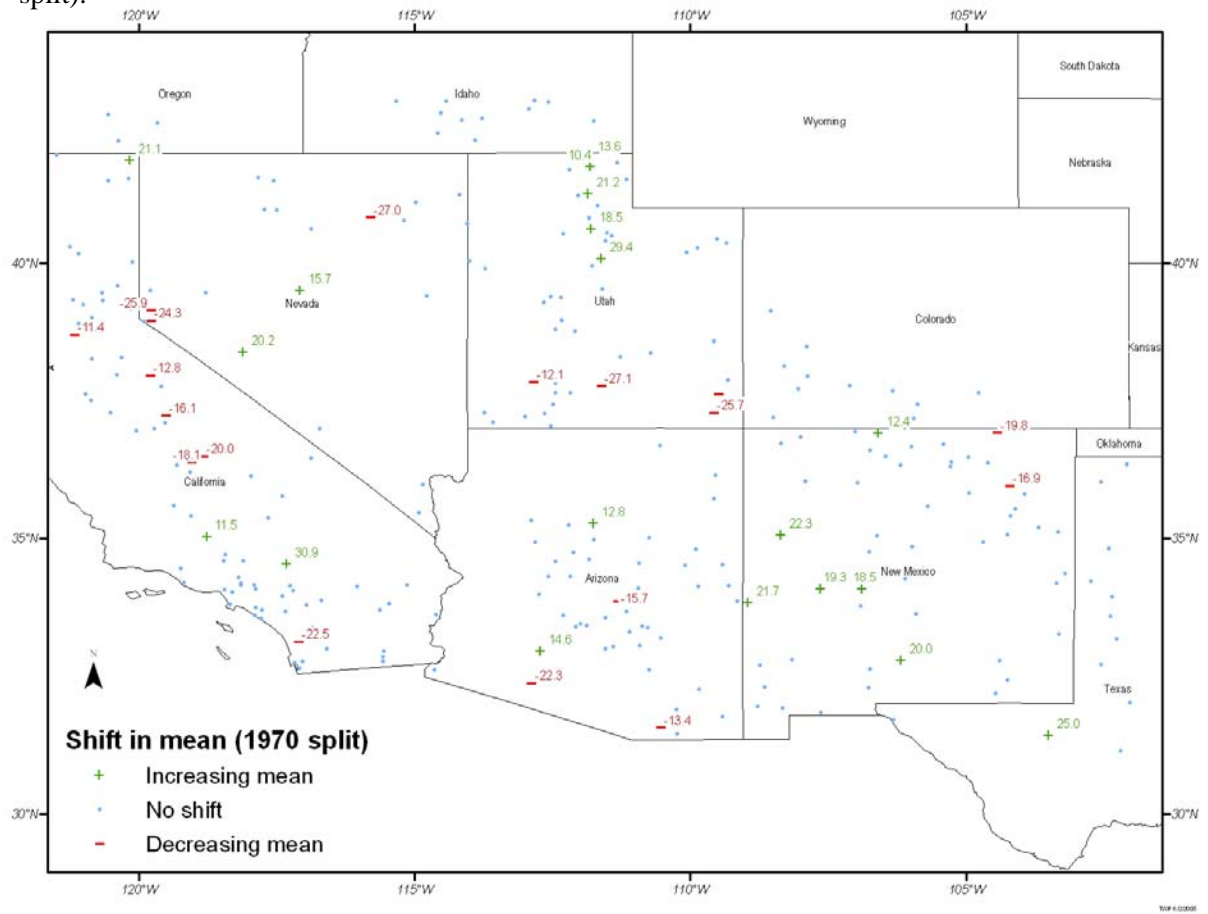 split).
120°W 115°W 110°W 105°W
South Dakota
Oregon Idaho
Wyoming
21.1 10.4 13.6
Nebraska
21.2
-27.0 18.5
29.4
40°N 40°N
15.7
Nevada Utah
-25.9
-24.3 Colorado
-11.4
20.2 Kansas
-12.8 -12.1 -27.1
-16.1 -25.7
12.4 -19.8
Oklahoma
-18.1 -20.0
California -16.9
11.5 12.8
22.3
35°N 35°N
30.9
Arizona New Mexico
19.3 18.5
-15.7 21.7
-22.5 14.6
20.0
N
-22.3 Texas
-13.4 25.0
Shift in mean (1970 split)
Increasing mean
No shift
30°N 30°N
Decreasing mean
120°W 115°W 110°W 105°W